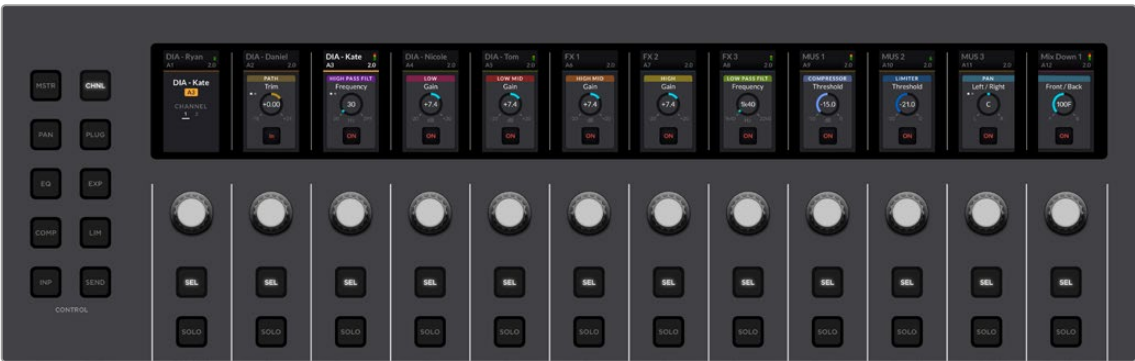 MSTR CHNL
PAN PLUG
EQ EXP
COMP LIM
INP SEND
CONTROL
DIA - Ryan DIA - Daniel DIA - Kate DIA - Nicole DIA - Tom FX 1 FX 2 FX 3 MUS 1 MUS 2 MUS 3 Mix Down 1
A1 A2 2.0 A3 2.0 A4 2.0 A5 2.0 A6 2.0 A7 2.0 A8 2.0 A9 2.0 A10 2.0 A11 2.0 A12 2.0
DIA - Kate
A3
CHANNEL
1 2
PATH HIGH PASS FILT LOW LOW MID HIGH MID HIGH LOW PASS FILT COMPRESSOR LIMITER PAN
Trim Frequency Gain Gain Gain Gain Frequency Threshold Threshold Left / Right Front / Back
+0.00 30 +7.4 +7.4 +7.4 +7.4 1k40 -15.0 -21.0 C 100F
In ON ON ON ON ON ON ON ON ON ON
SEL SEL SEL SEL SEL SEL SEL SEL SEL SEL SEL SEL
SOLO SOLO SOLO SOLO SOLO SOLO SOLO SOLO SOLO SOLO SOLO SOLO